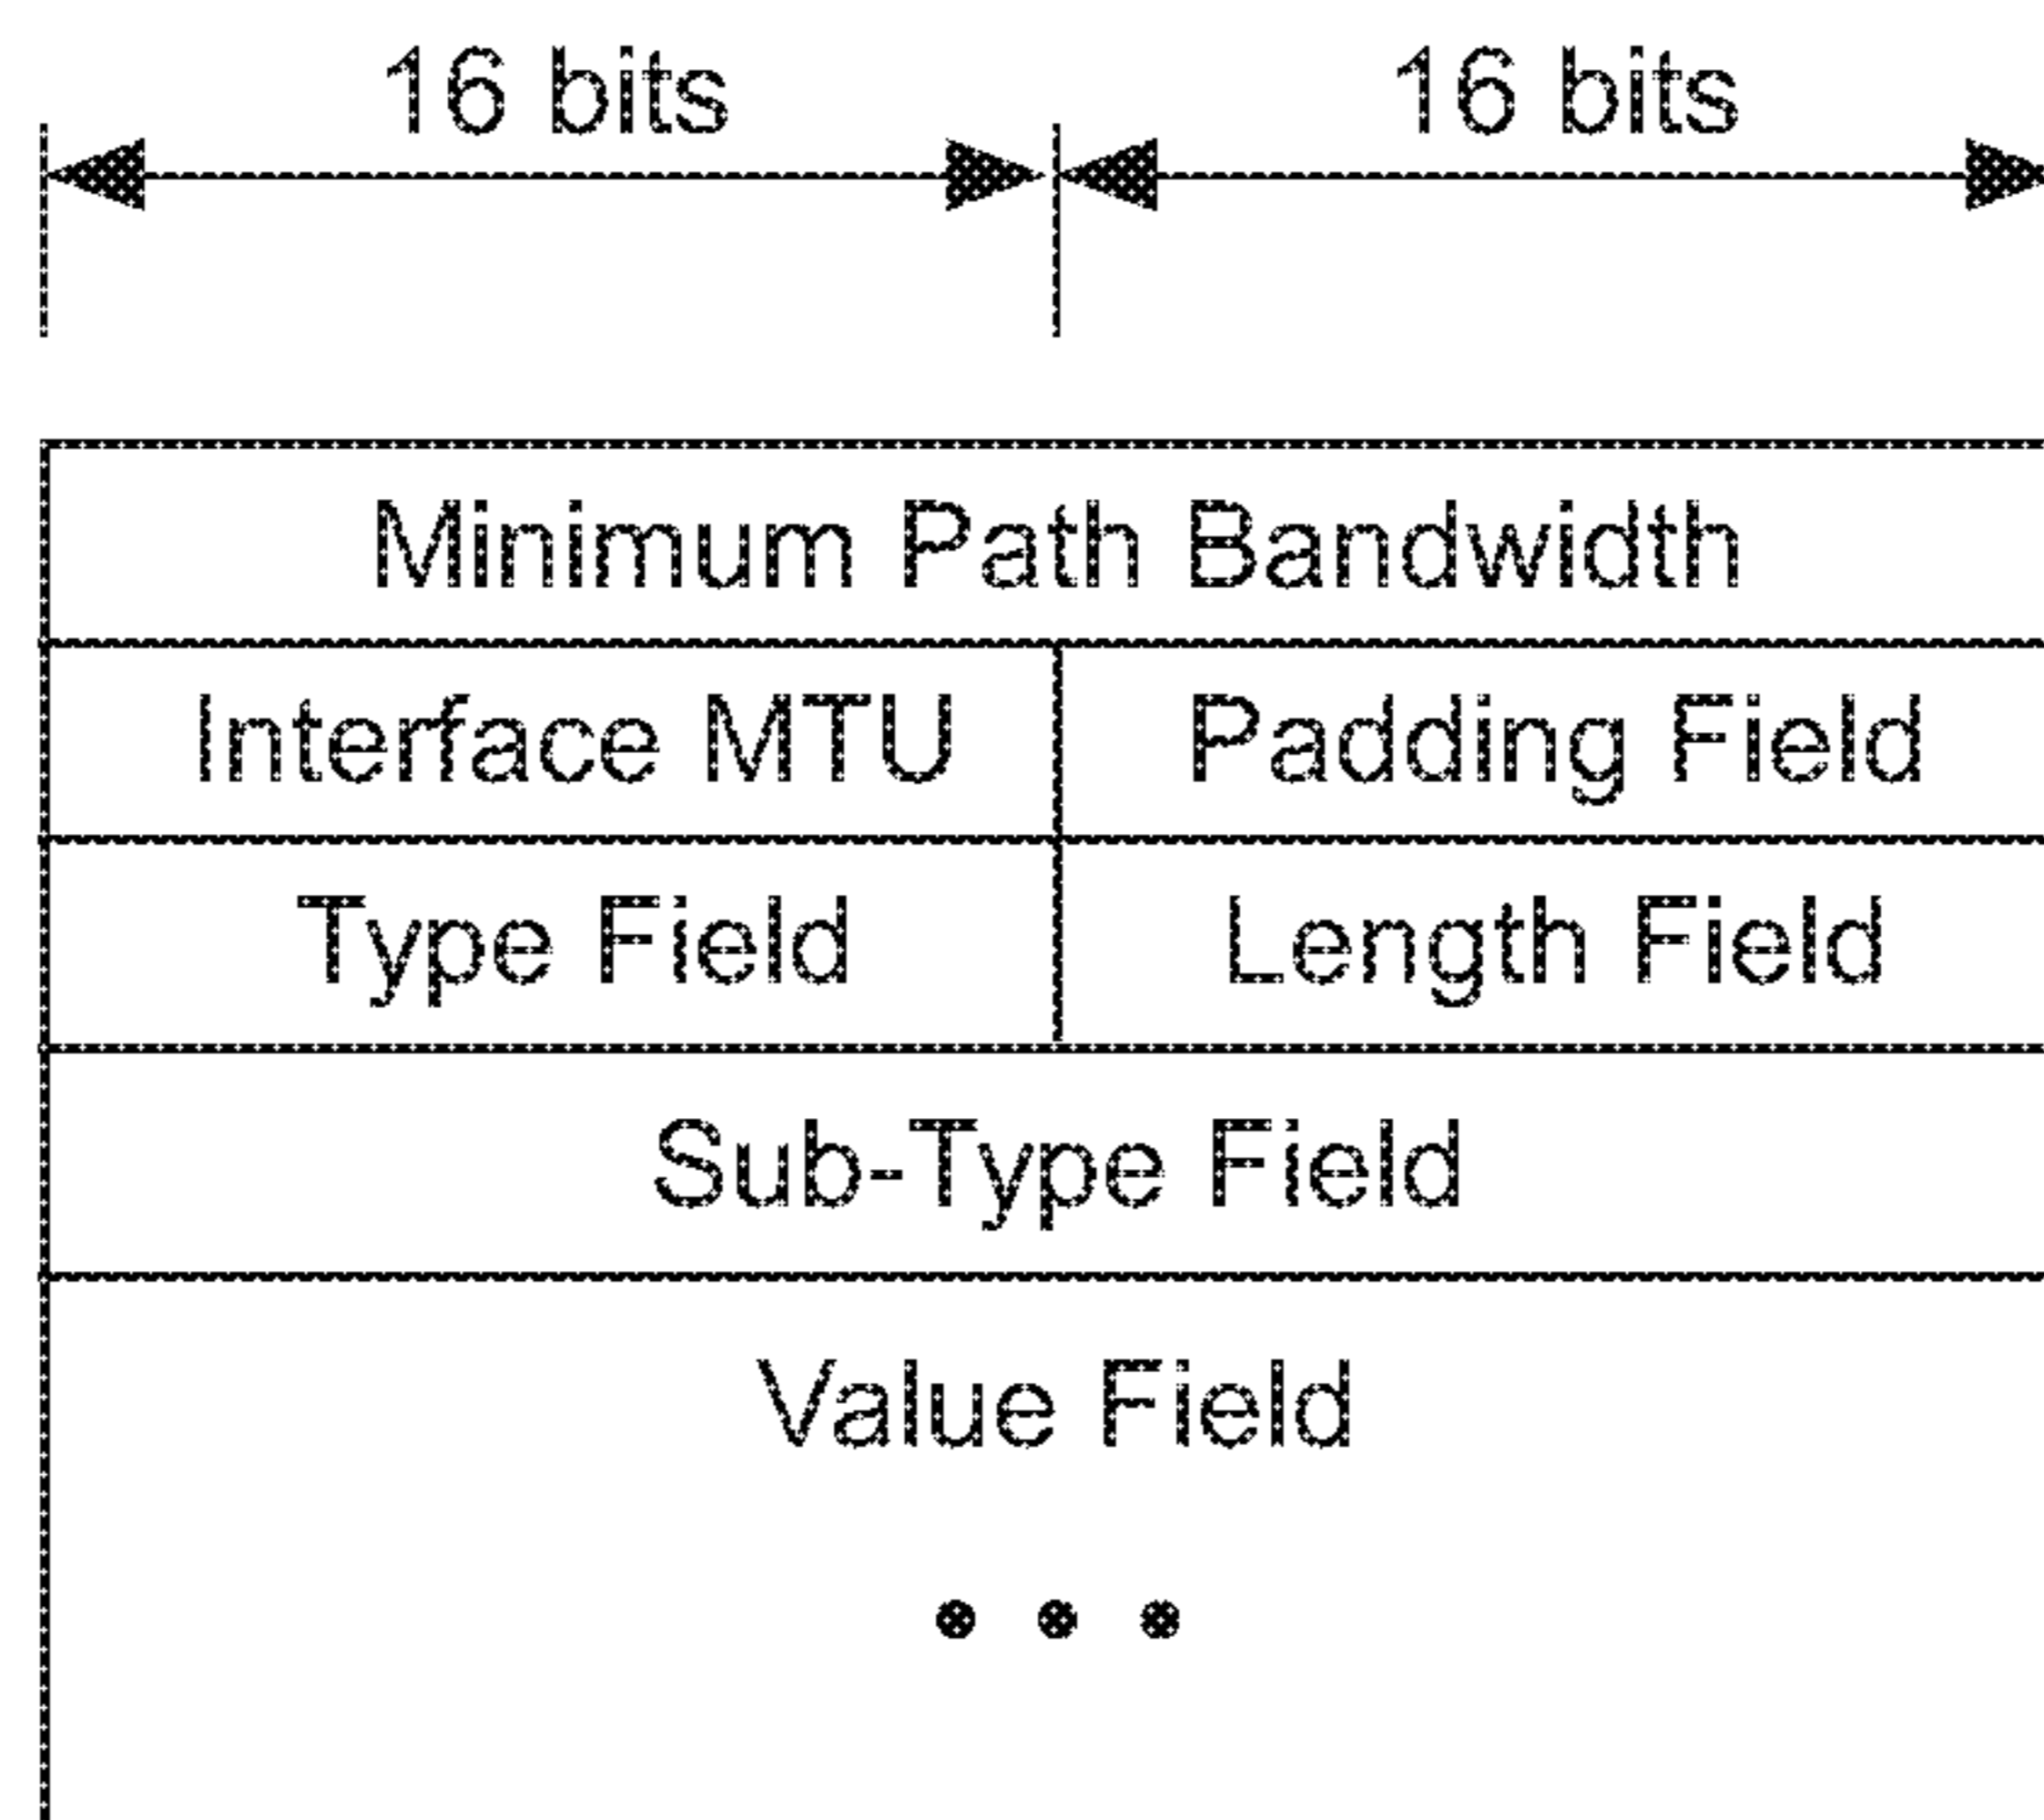 16 bits 16 bits
Minimum Path Bandwidth
Interface MTU Padding Field
Type Field Length Field
Sub-Type Field
Value Field